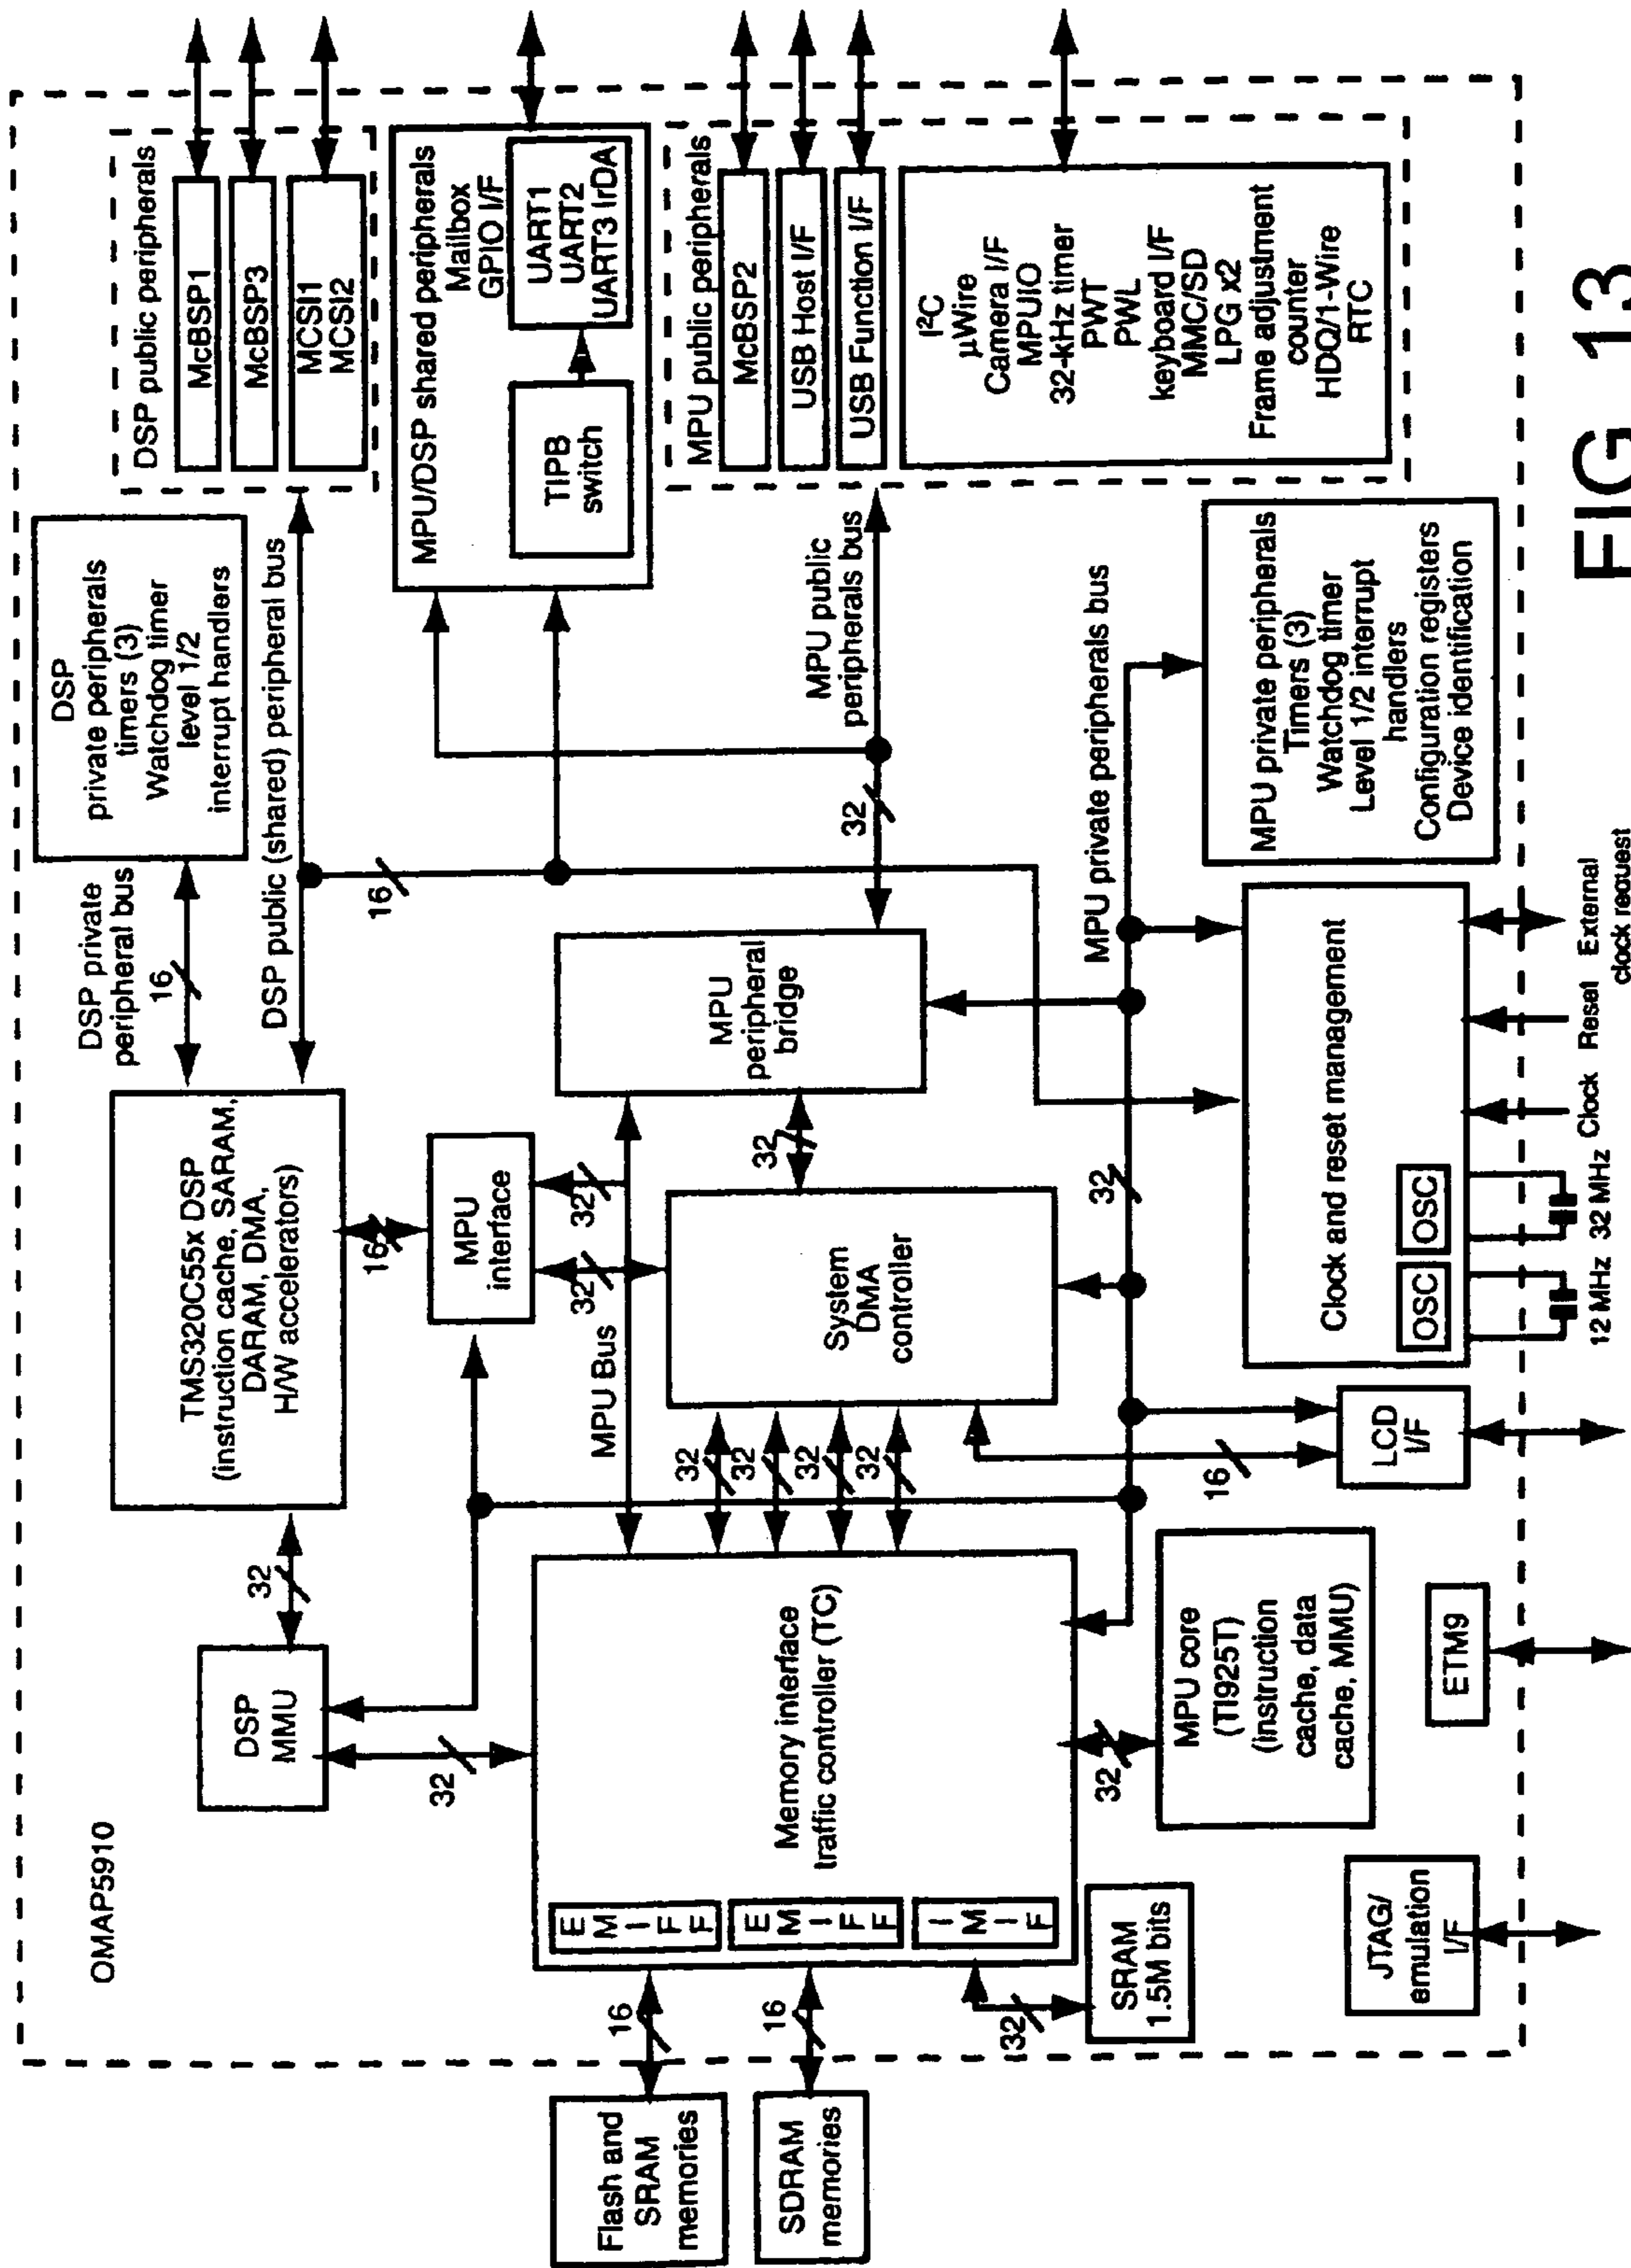 OMAP5910
DSP
private peripherals
timers (3)
Watchdog timer
level 1/2
interrupt handlers
DSP public peripherals
McBSP1
McBSP3
MCSI1
MCSI2
DSP private
peripheral bus
16
DSP public (shared) peripheral bus
16
TMS320C55x DSP
(instruction cache, SARAM,
DARAM, DMA,
H/W accelerators)
32
DSP
MMU
32
16
MPU
interface
32
32
MPU Bus
MPU/DSP shared peripherals
Mailbox
GPIO I/F
TIPB
switch
UART1
UART2
UART3 IrDA
MPU public
peripherals bus
32
MPU public peripherals
McBSP2
USB Host I/F
USB Function I/F
I²C
µWire
Camera I/F
MPUIO
32-kHz timer
PWT
PWL
keyboard I/F
MMC/SD
LPG x2
Frame adjustment
counter
HDQ/1-Wire
RTC
MPU
peripheral
bridge
32
System
DMA
controller
32
32
32
32
Memory interface
traffic controller (TC)
E
M
I
F
F
E
M
I
F
F
I
M
I
F
Flash and
SRAM
memories
16
SDRAM
memories
16
32
SRAM
1.5M bits
32
MPU core
(TI925T)
(instruction
cache, data
cache, MMU)
16
LCD
I/F
32
MPU private peripherals bus
MPU private peripherals
Timers (3)
Watchdog timer
Level 1/2 interrupt
handlers
Configuration registers
Device identification
Clock and reset management
OSC
OSC
JTAG/
emulation
I/F
ETM9
12 MHz
32 MHz
Clock
Reset
External
clock request
FIG 13